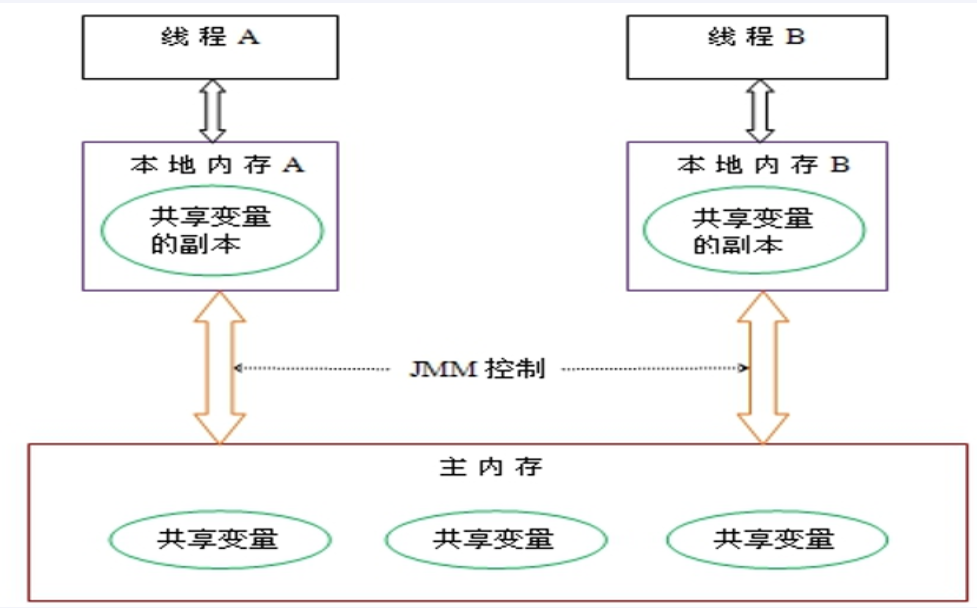 线程 A
线程 B
本地内存 A
本地内存 B
共享变量
的副本
共享变量
的副本
JMM 控制
主内存
共享变量
共享变量
共享变量